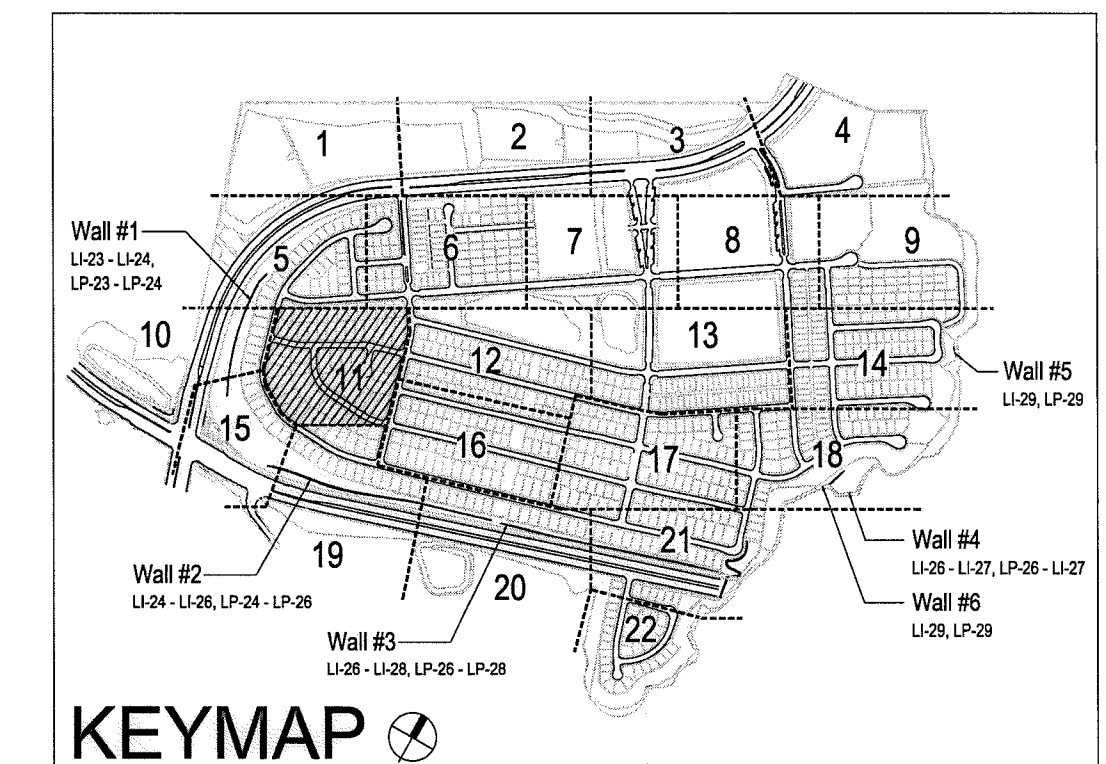 1
2
3
4
Wall #1
LI-23 - LI-24,
LP-23 - LP-24
5
6
7
8
9
10
11
12
13
14
Wall #5
LI-29, LP-29
15
16
17
18
19
20
21
Wall #4
LI-26 - LI-27, LP-26 - LI-27
Wall #2
LI-24 - LI-26, LP-24 - LP-26
Wall #6
LI-29, LP-29
22
Wall #3
LI-26 - LI-28, LP-26 - LP-28
KEYMAP